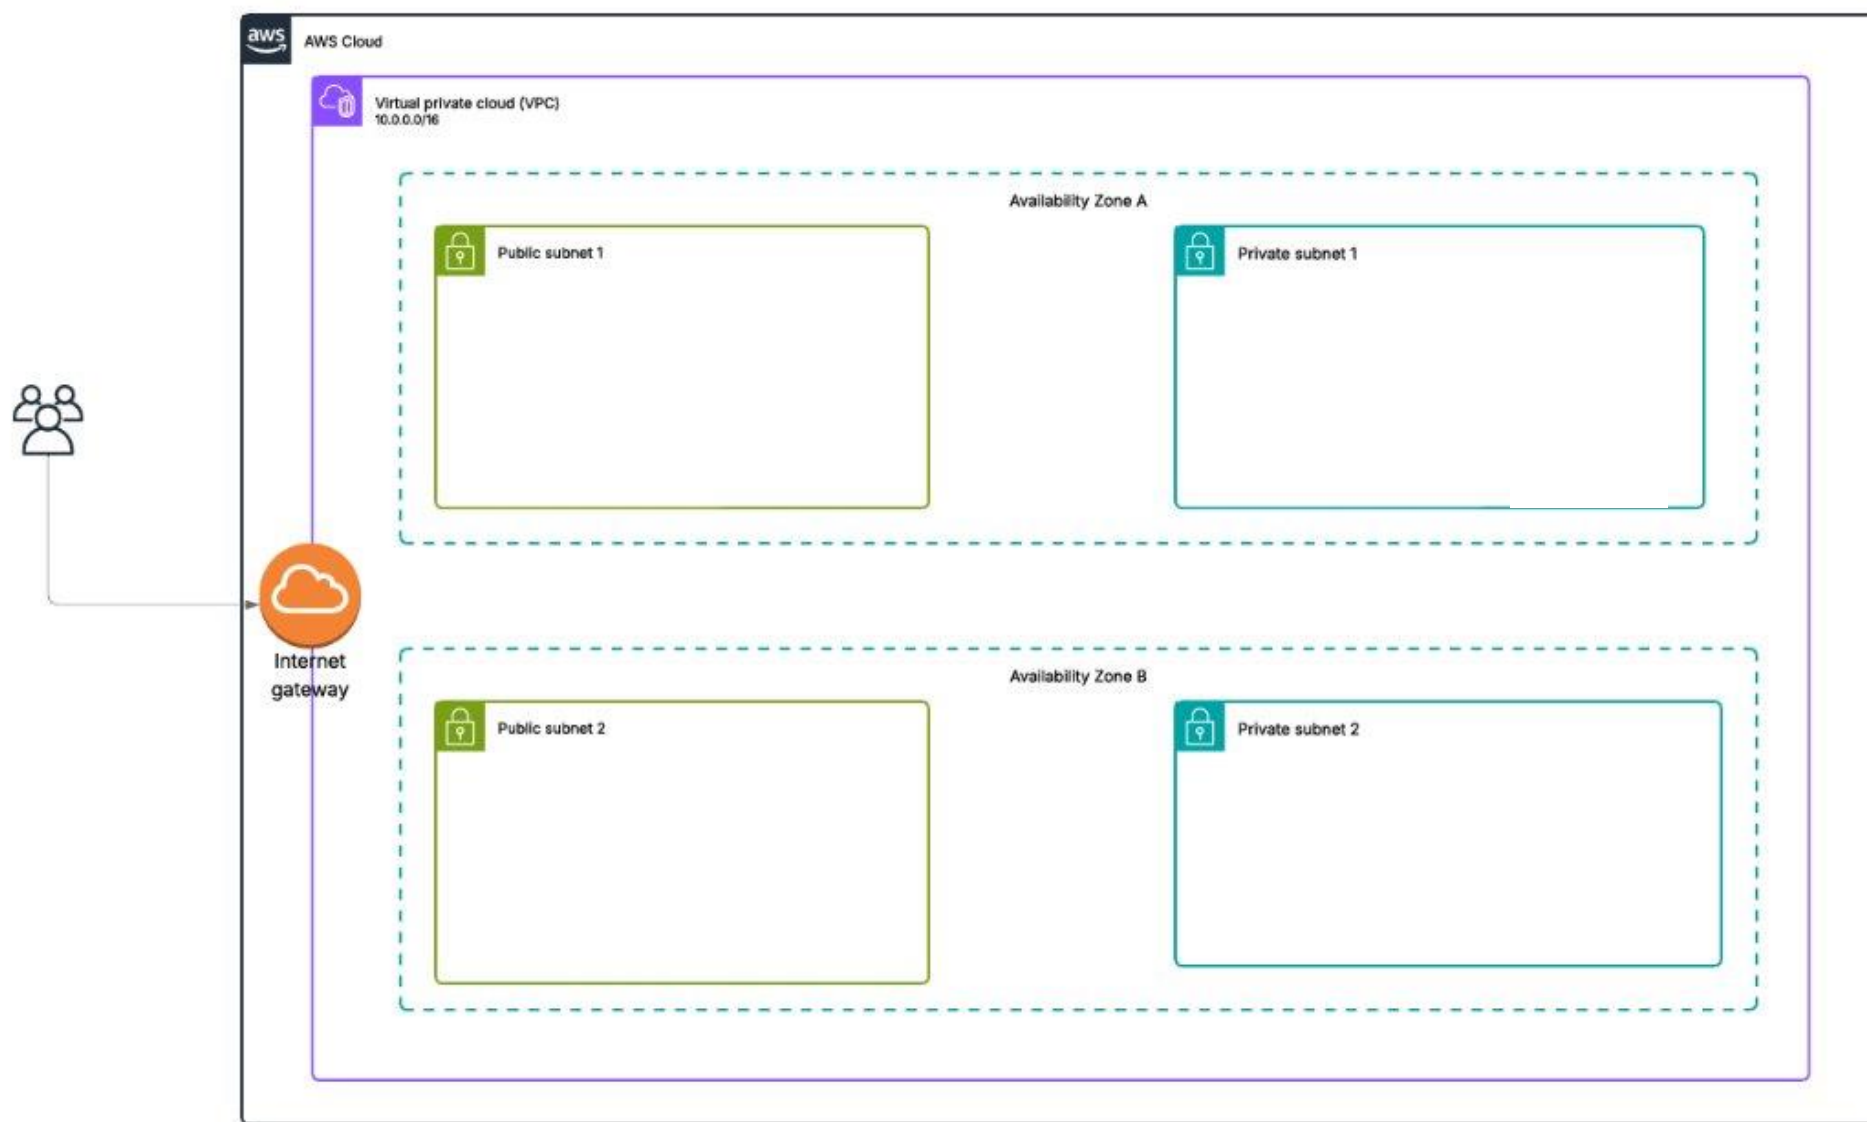 aws
AWS Cloud
Virtual private cloud (VPC)
10.0.0.0/16
Availability Zone A
Public subnet 1
Private subnet 1
Internet
gateway
Availability Zone B
Public subnet 2
Private subnet 2